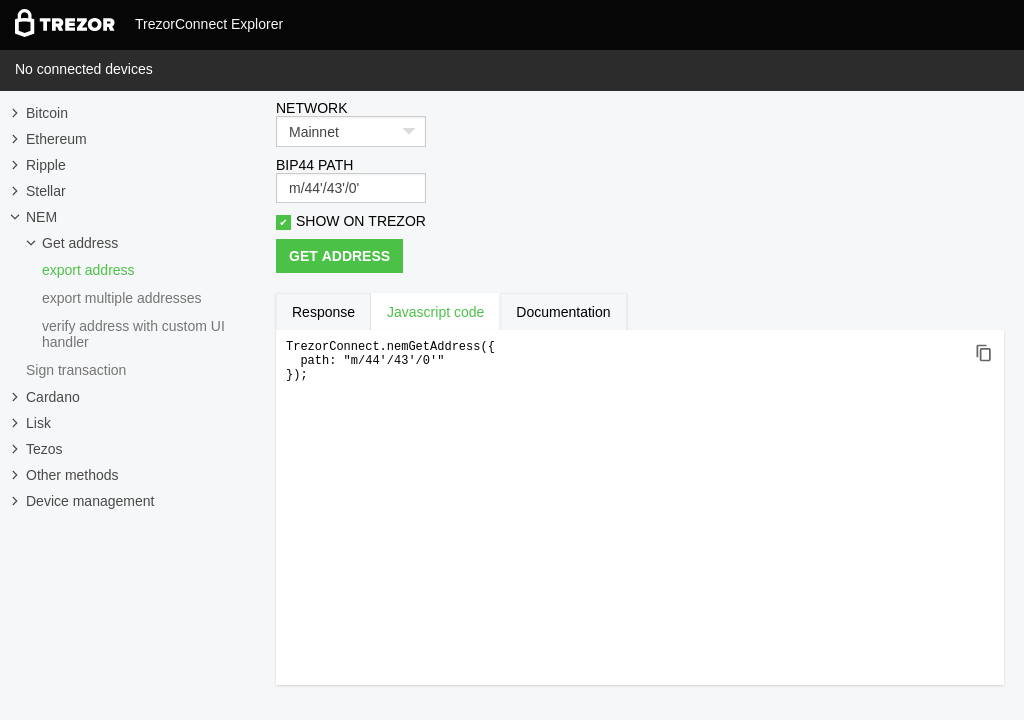 TREZOR TrezorConnect Explorer
No connected devices
Bitcoin
Ethereum
Ripple
Stellar
NEM
Get address
export address
export multiple addresses
verify address with custom UI
handler
Sign transaction
Cardano
Lisk
Tezos
Other methods
Device management
NETWORK
Mainnet
BIP44 PATH
m/44'/43'/0'
SHOW ON TREZOR
GET ADDRESS
Response Javascript code Documentation
TrezorConnect.nemGetAddress({
  path: "m/44'/43'/0'"
});